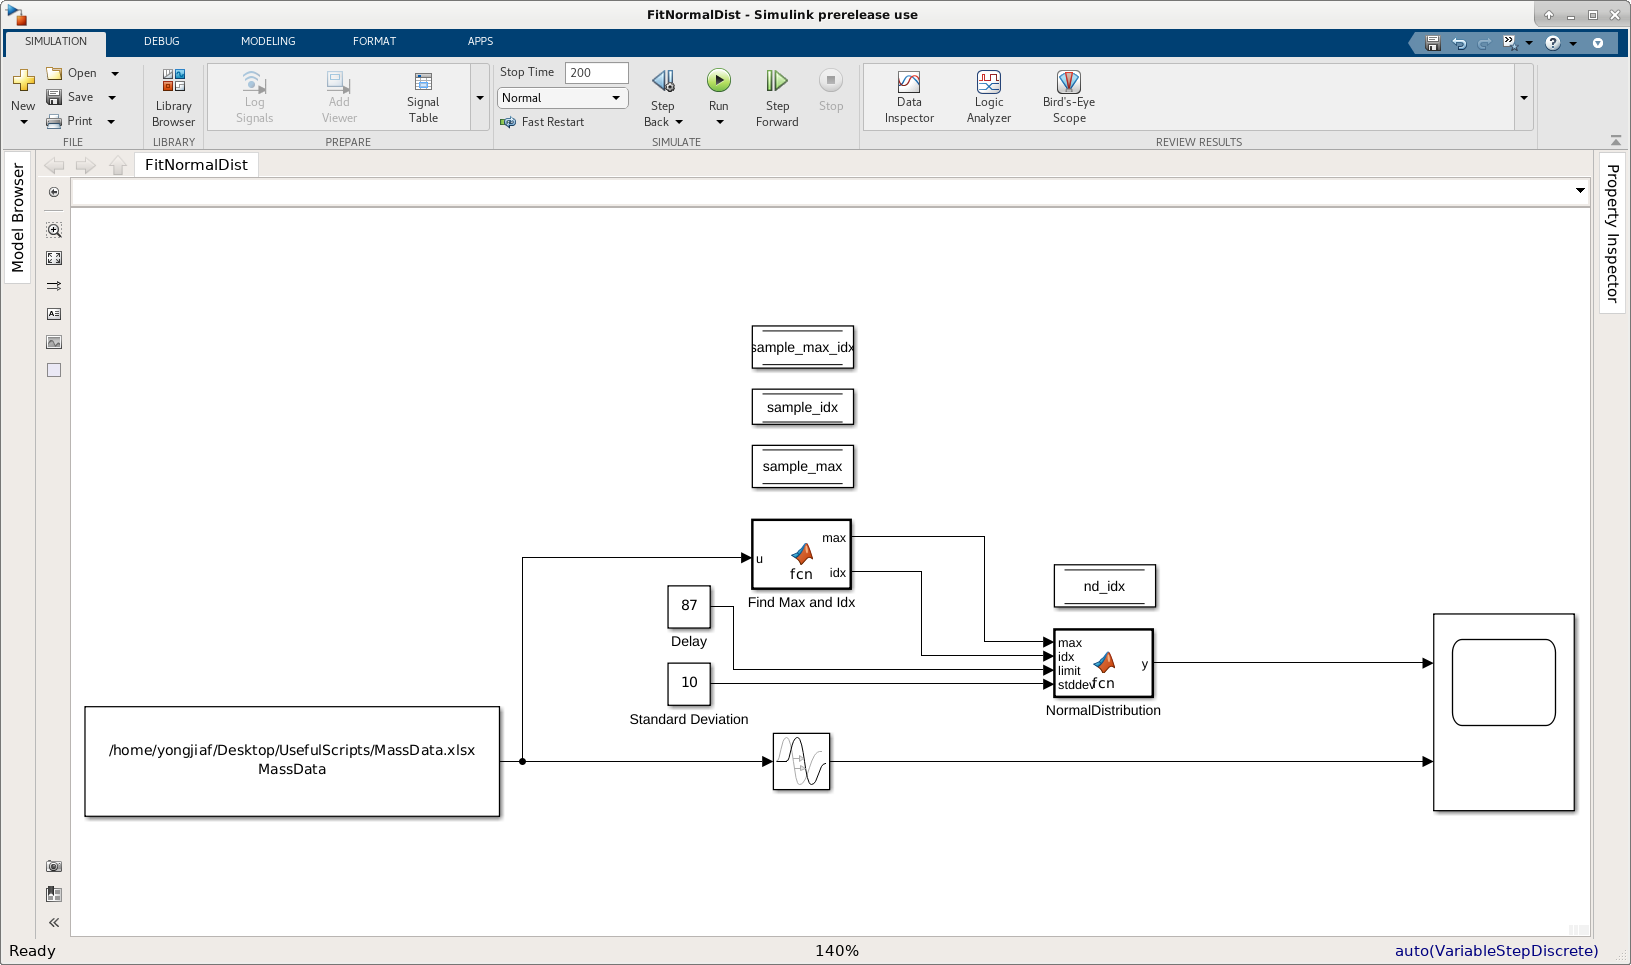 FitNormalDist - Simulink prerelease use
SIMULATION DEBUG MODELING FORMAT APPS
New
Open
Save
Print
FILE
Library
Browser
LIBRARY
Log
Signals
Add
Viewer
Signal
Table
PREPARE
Stop Time 200
Normal
Fast Restart
Step
Back
Run
Step
Forward
Stop
SIMULATE
Data
Inspector
Logic
Analyzer
Bird's-Eye
Scope
REVIEW RESULTS
Model Browser
FitNormalDist
Property Inspector
sample_max_idx
sample_idx
sample_max
u
max
idx
fcn
Find Max and Idx
87
Delay
10
Standard Deviation
nd_idx
max
idx
limit
stddev
fcn
y
NormalDistribution
/home/yongjiaf/Desktop/UsefulScripts/MassData.xlsx
MassData
Ready 140% auto(VariableStepDiscrete)